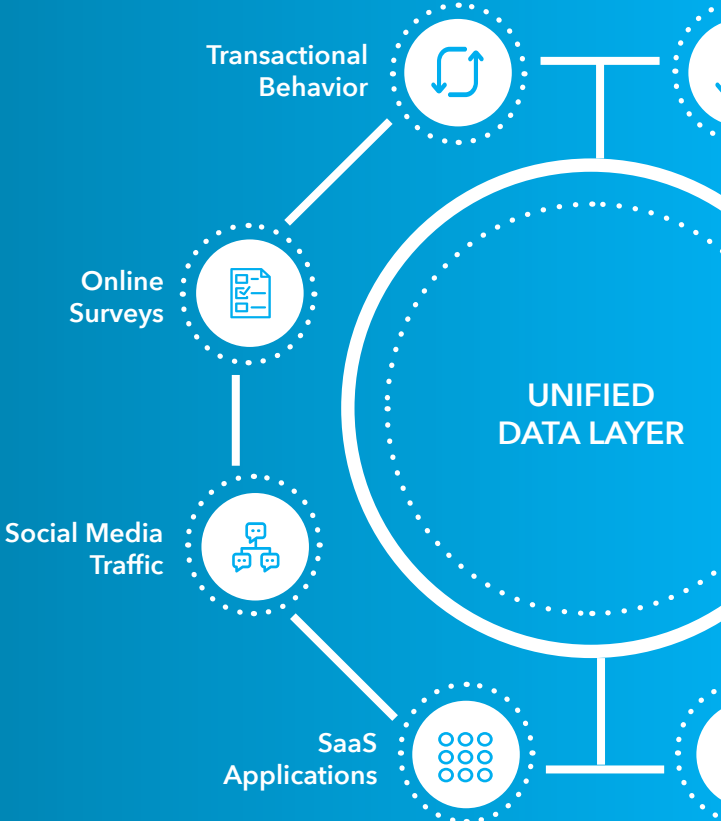 Transactional
Behavior
Online
Surveys
UNIFIED
DATA LAYER
Social Media
Traffic
SaaS
Applications